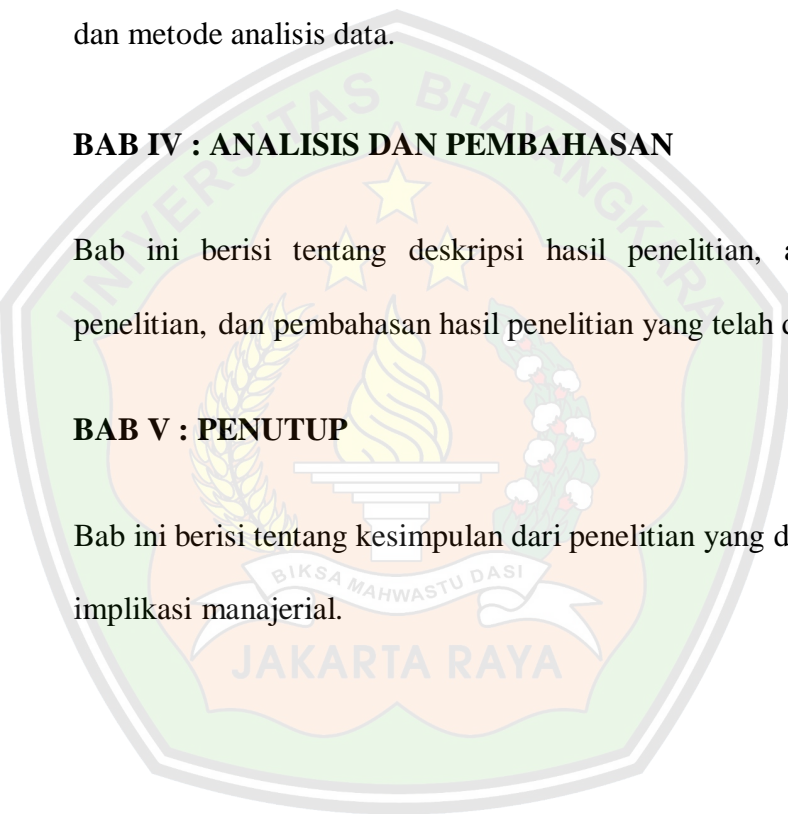 dan metode analisis data.
BAB IV : ANALISIS DAN PEMBAHASAN
Bab ini berisi tentang deskripsi hasil penelitian,
penelitian, dan pembahasan hasil penelitian yang telah
BAB V : PENUTUP
Bab ini berisi tentang kesimpulan dari penelitian yang
implikasi manajerial.
UNIVERSITAS BHAYANGKARA
BIKSA MAHWASTU DASI
JAKARTA RAYA